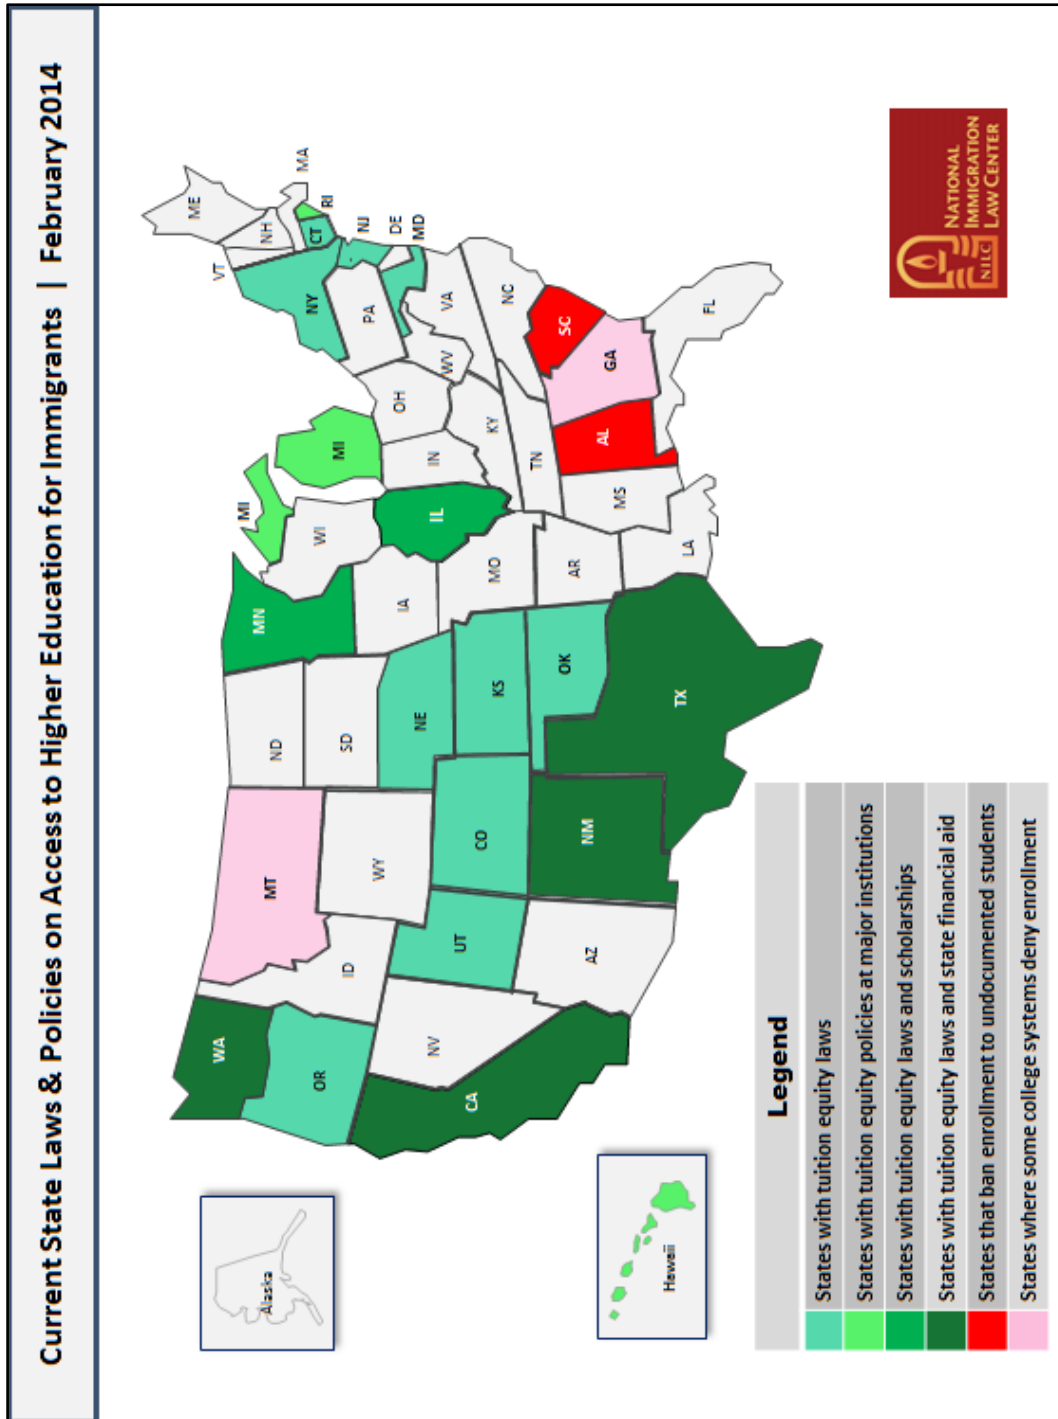 Current State Laws & Policies on Access to Higher Education for Immigrants | February 2014
WA
OR
CA
NV
ID
MT
WY
UT
AZ
CO
NM
ND
SD
NE
KS
OK
TX
MN
IA
MO
AR
LA
WI
MI
MI
IL
IN
OH
KY
TN
MS
AL
GA
FL
SC
NC
VA
WV
PA
NY
VT
NH
ME
MA
RI
CT
NJ
DE
MD
Alaska
Hawaii
Legend
States with tuition equity laws
States with tuition equity policies at major institutions
States with tuition equity laws and scholarships
States with tuition equity laws and state financial aid
States that ban enrollment to undocumented students
States where some college systems deny enrollment
NILC
NATIONAL
IMMIGRATION
LAW CENTER